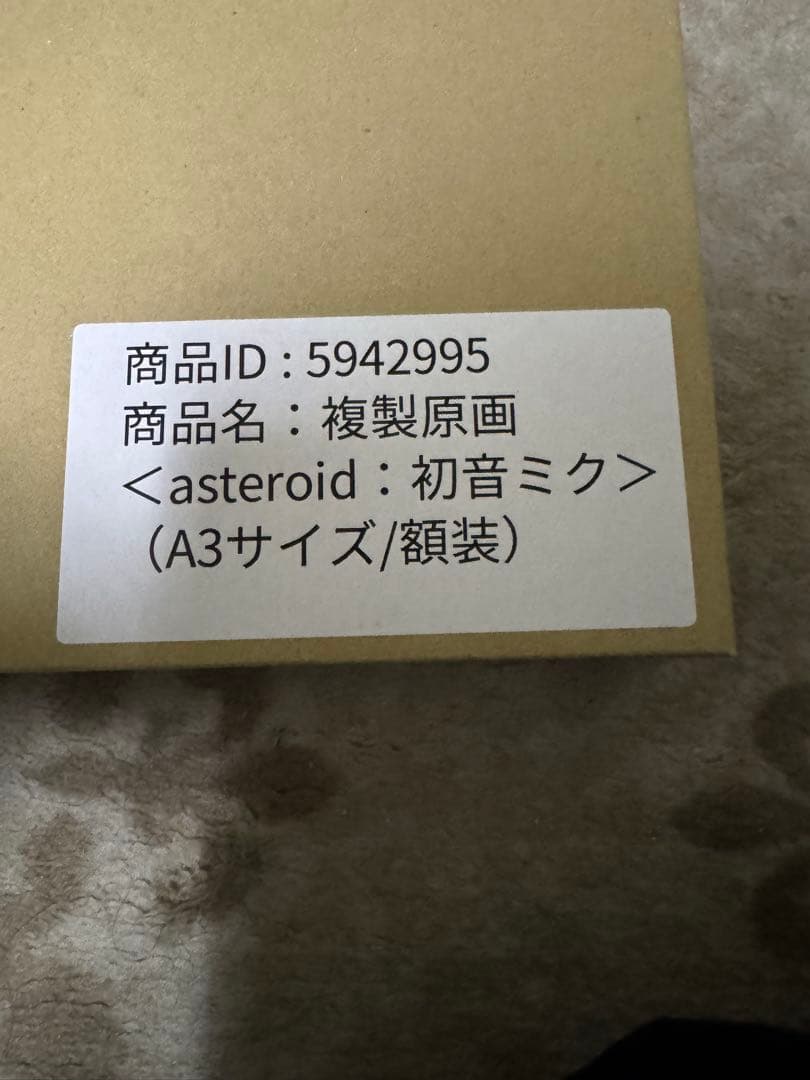 商品ID : 5942995
商品名：複製原画
＜asteroid：初音ミク＞
（A3サイズ/額装）